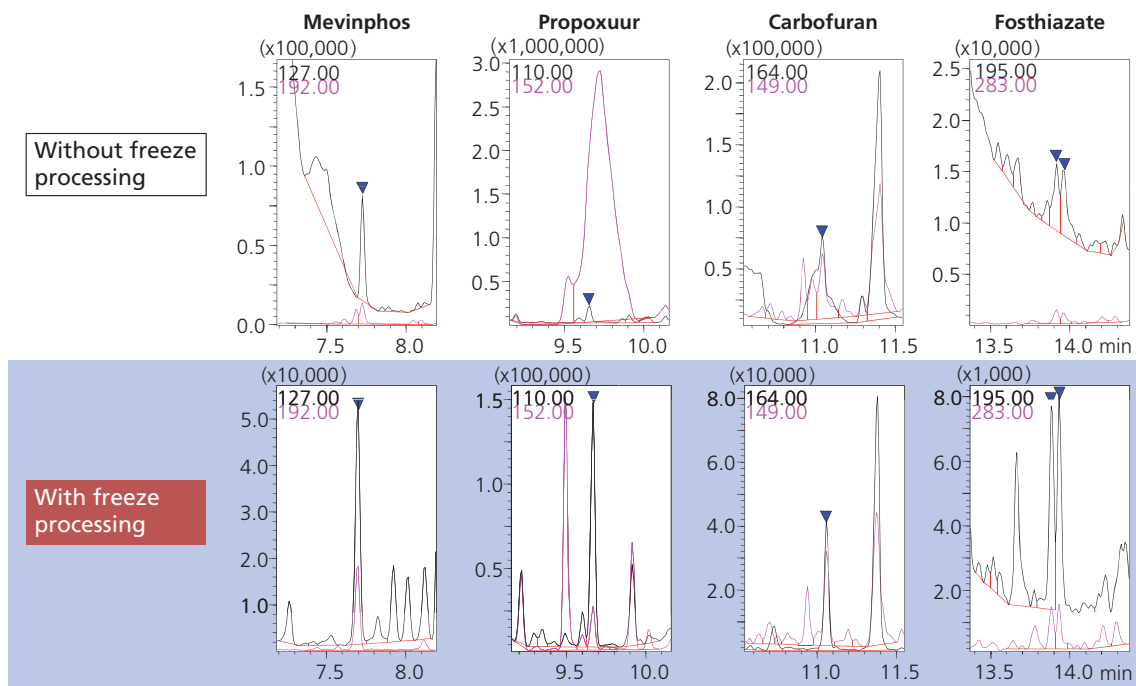 Mevinphos Propoxuur Carbofuran Fosthiazate
(x100,000) (x1,000,000) (x100,000) (x10,000)
127.00 110.00 164.00 195.00
192.00 152.00 149.00 283.00
1.5
1.0
0.5
0.0
3.0
2.5
2.0
1.5
1.0
0.5
2.0
1.5
1.0
0.5
2.5
2.0
1.5
1.0
0.5
Without freeze
processing
7.5 8.0 9.5 10.0 11.0 11.5 13.5 14.0 min
(x10,000) (x100,000) (x10,000) (x1,000)
127.00 110.00 164.00 195.00
192.00 152.00 149.00 283.00
5.0
4.0
3.0
2.0
1.0
1.5
1.0
0.5
8.0
6.0
4.0
2.0
8.0
6.0
4.0
2.0
With freeze
processing
7.5 8.0 9.5 10.0 11.0 11.5 13.5 14.0 min